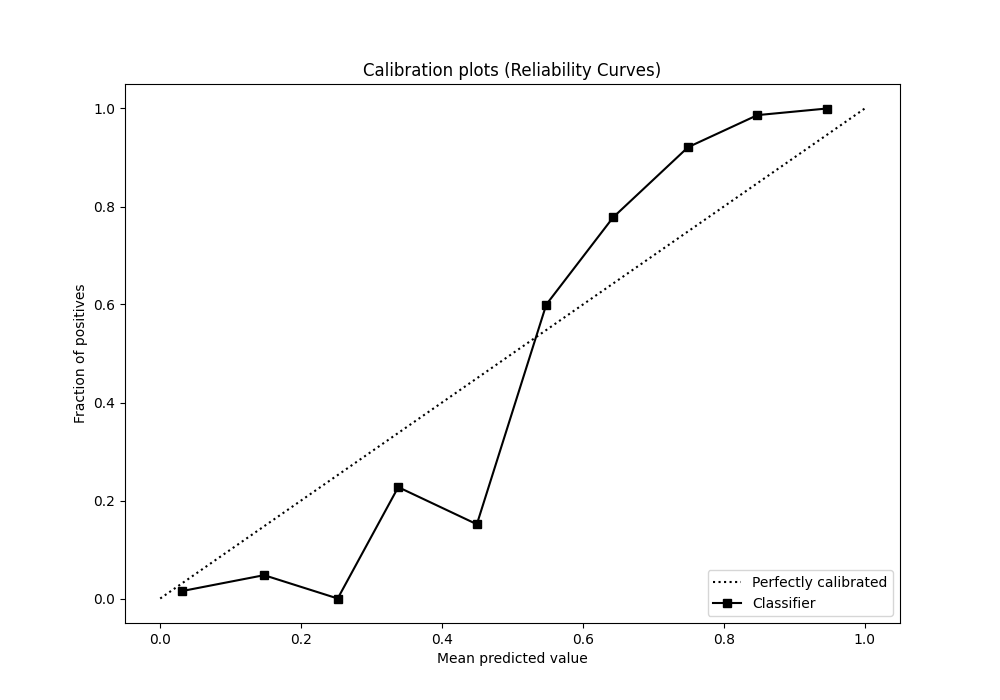 Calibration plots (Reliability Curves)
1.0
0.8
0.6
0.4
0.2
0.0
Fraction of positives
0.0 0.2 0.4 0.6 0.8 1.0
Mean predicted value
Perfectly calibrated
Classifier